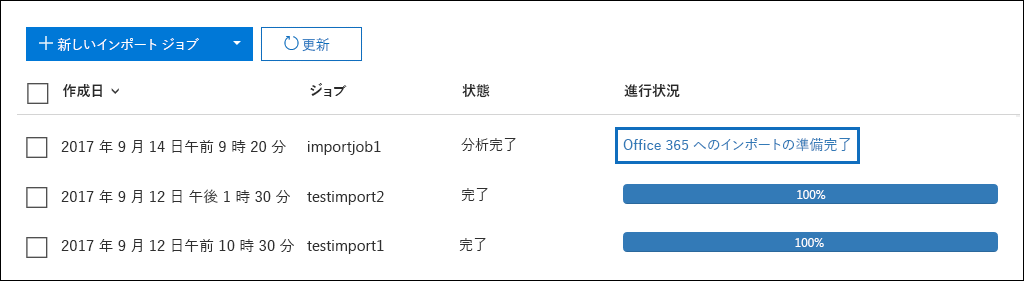 新しいインポート ジョブ 更新
作成日 ジョブ 状態 進行状況
2017 年 9 月 14 日午前 9 時 20 分 importjob1 分析完了 Office 365 へのインポートの準備完了
2017 年 9 月 12 日 午後 1 時 30 分 testimport2 完了 100%
2017 年 9 月 12 日午前 10 時 30 分 testimport1 完了 100%